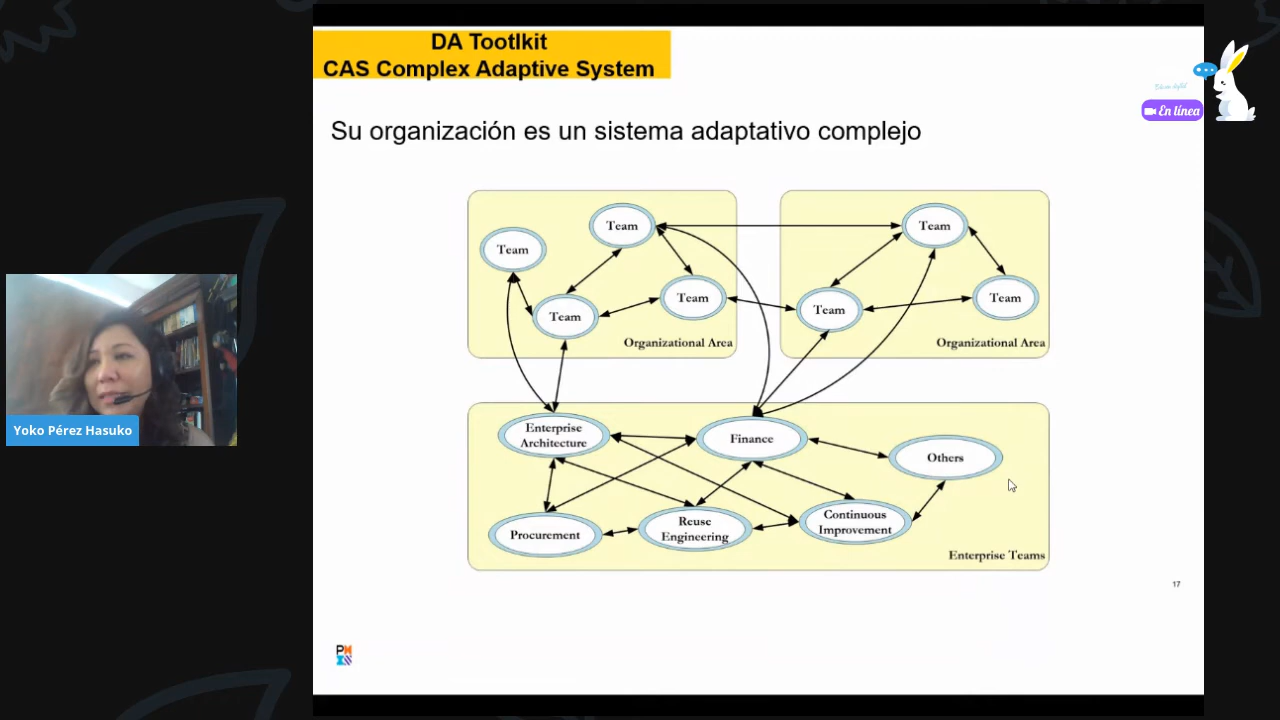 DA Tootlkit
CAS Complex Adaptive System
Su organización es un sistema adaptativo complejo
En línea
Team
Team
Team
Team
Organizational Area
Team
Team
Team
Organizational Area
Yoko Pérez Hasuko
Enterprise
Architecture
Finance
Others
Procurement
Reuse
Engineering
Continuous
Improvement
Enterprise Teams
17